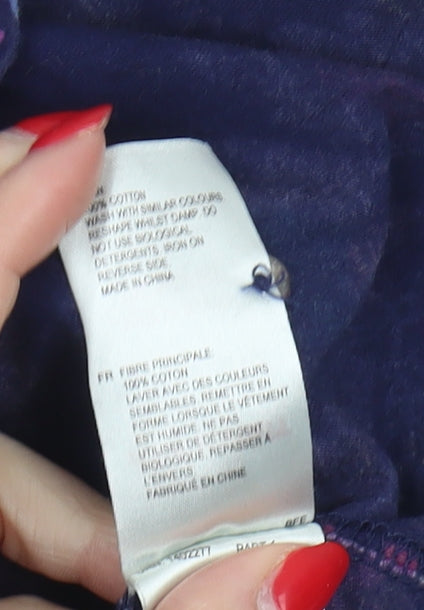 COTTON
WASH WITH SIMILAR COLOURS
RESHAPE WHILST DAMP. DO
NOT USE BIOLOGICAL
DETERGENTS. IRON ON
REVERSE SIDE.
MADE IN CHINA
FR FIBRE PRINCIPALE
100% COTON
LAVER AVEC DES COULEURS
SEMBLABLES. REMETTRE EN
FORME LORSQUE LE VÊTEMENT
EST HUMIDE. NE PAS
UTILISER DE DÉTERGENT
BIOLOGIQUE. REPASSER À
L'ENVERS.
FABRIQUÉ EN CHINE